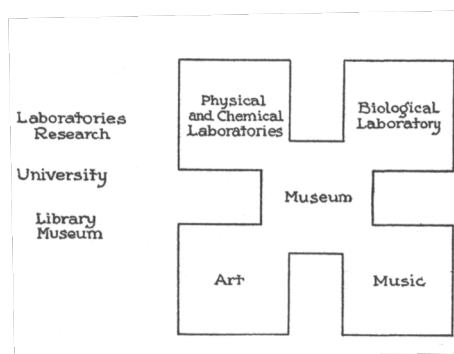 Laboratories
Research
University
Library
Museum
Physical
and Chemical
Laboratories
Biological
Laboratory
Museum
Art
Music